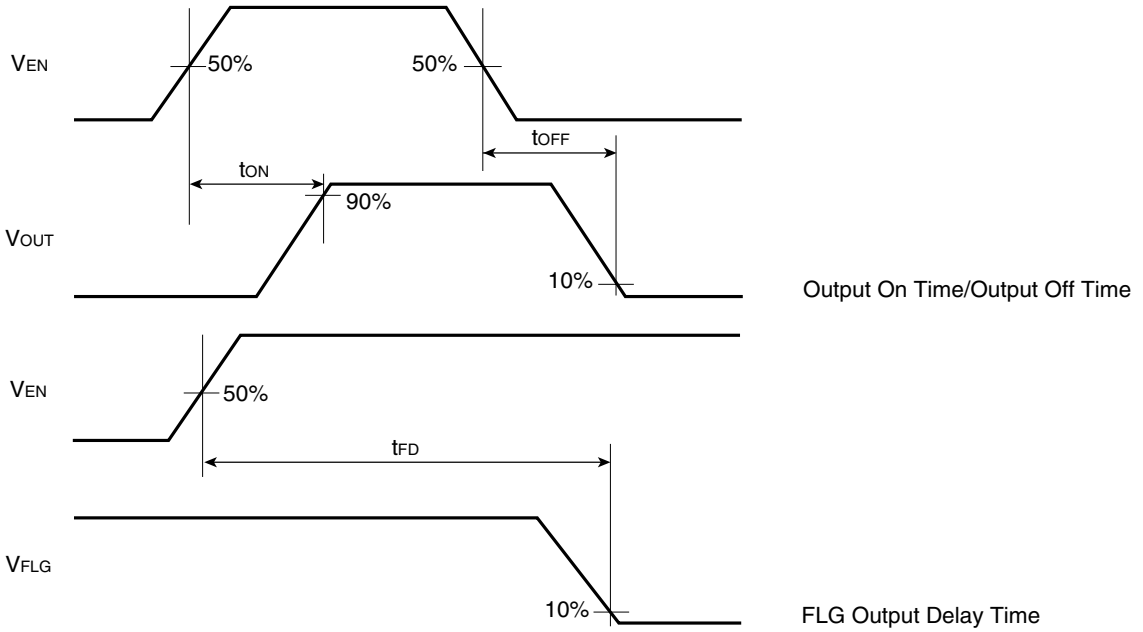 VEN
50%
50%
tOFF
tON
90%
VOUT
10%
Output On Time/Output Off Time
VEN
50%
tFD
VFLG
10%
FLG Output Delay Time